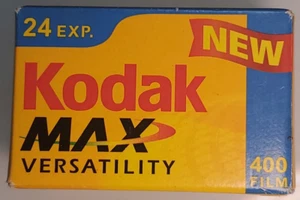 24 EXP.
NEW
Kodak
MAX
VERSATILITY
400
FILM